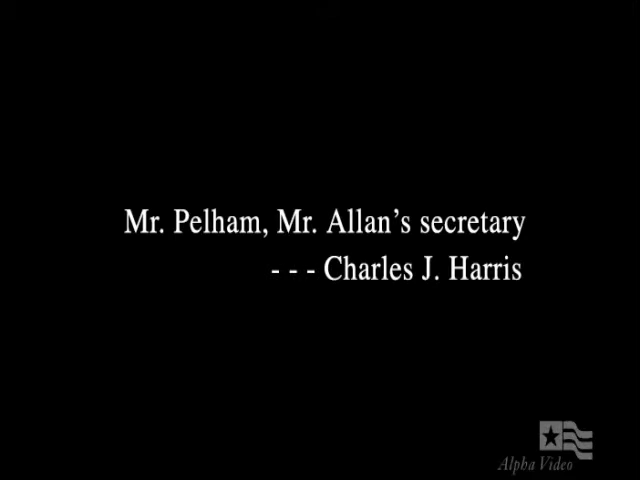 Mr. Pelham, Mr. Allan’s secretary
- - - Charles J. Harris
Alpha Video